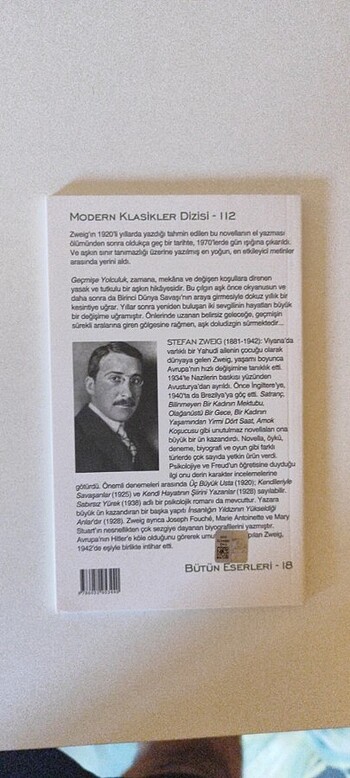 MODERN KLASİKLER DİZİSİ - 112
Zweig'ın 1920'li yıllarda yazdığı tahmin edilen bu novellanın el yazması
ölümünden sonra oldukça geç bir tarihte, 1970'lerde gün ışığına çıkarıldı.
Ve aşkın sınır tanımazlığı üzerine yazılmış en yoğun, en etkileyici metinler
arasında yerini aldı.
Geçmişe Yolculuk, zamana, mekâna ve değişen koşullara direnen
yasak ve tutkulu bir aşkın hikâyesidir. Bu çılgın aşk önce okyanusun ve
daha sonra da Birinci Dünya Savaşı'nın araya girmesiyle dokuz yıllık bir
kesintiye uğrar. Yıllar sonra yeniden buluşan iki sevgilinin hayatları büyük
bir değişime uğramıştır. Önlerinde uzanan belirsiz geleceğe, geçmişin
sürekli aralarına giren gölgesine rağmen, aşk doludizgin sürmektedir...
STEFAN ZWEIG (1881-1942): Viyana'da
varlıklı bir Yahudi ailenin çocuğu olarak
dünyaya gelen Zweig, yaşamı boyunca
Avrupa'nın hızlı değişimine tanıklık etti.
1934'te Nazilerin baskısı yüzünden
Avusturya'dan ayrıldı. Önce İngiltere'ye,
1940'ta da Brezilya'ya göç etti. Satranç,
Bilinmeyen Bir Kadının Mektubu,
Olağanüstü Bir Gece, Bir Kadının
Yaşamından Yirmi Dört Saat, Amok
Koşucusu gibi unutulmaz novellaları ona
büyük bir ün kazandırdı. Novella, öykü,
deneme, biyografi ve oyun gibi farklı
türlerde çok sayıda yetkin ürün verdi.
Psikolojiye ve Freud'un öğretisine duyduğu
ilgi onu derin karakter incelemelerine
götürdü. Önemli denemeleri arasında Üç Büyük Usta (1920); Kendileriyle
Savaşanlar (1925) ve Kendi Hayatının Şiirini Yazanlar (1928) sayılabilir.
Sabırsız Yürek (1938) adlı bir psikolojik romanı da mevcuttur. Yazara
büyük ün kazandıran bir başka yapıtı İnsanlığın Yıldızının Yükseldiği
Anlar'dır (1928). Zweig ayrıca Joseph Fouché, Marie Antoinette ve Mary
Stuart'ın nesnellikten çok sezgiye dayanan biyografilerini yazmıştır.
Avrupa'nın Hitler'e köle olduğunu görerek Zweig,
1942'de eşiyle birlikte intihar etti.
BÜTÜN ESERLERİ - 18